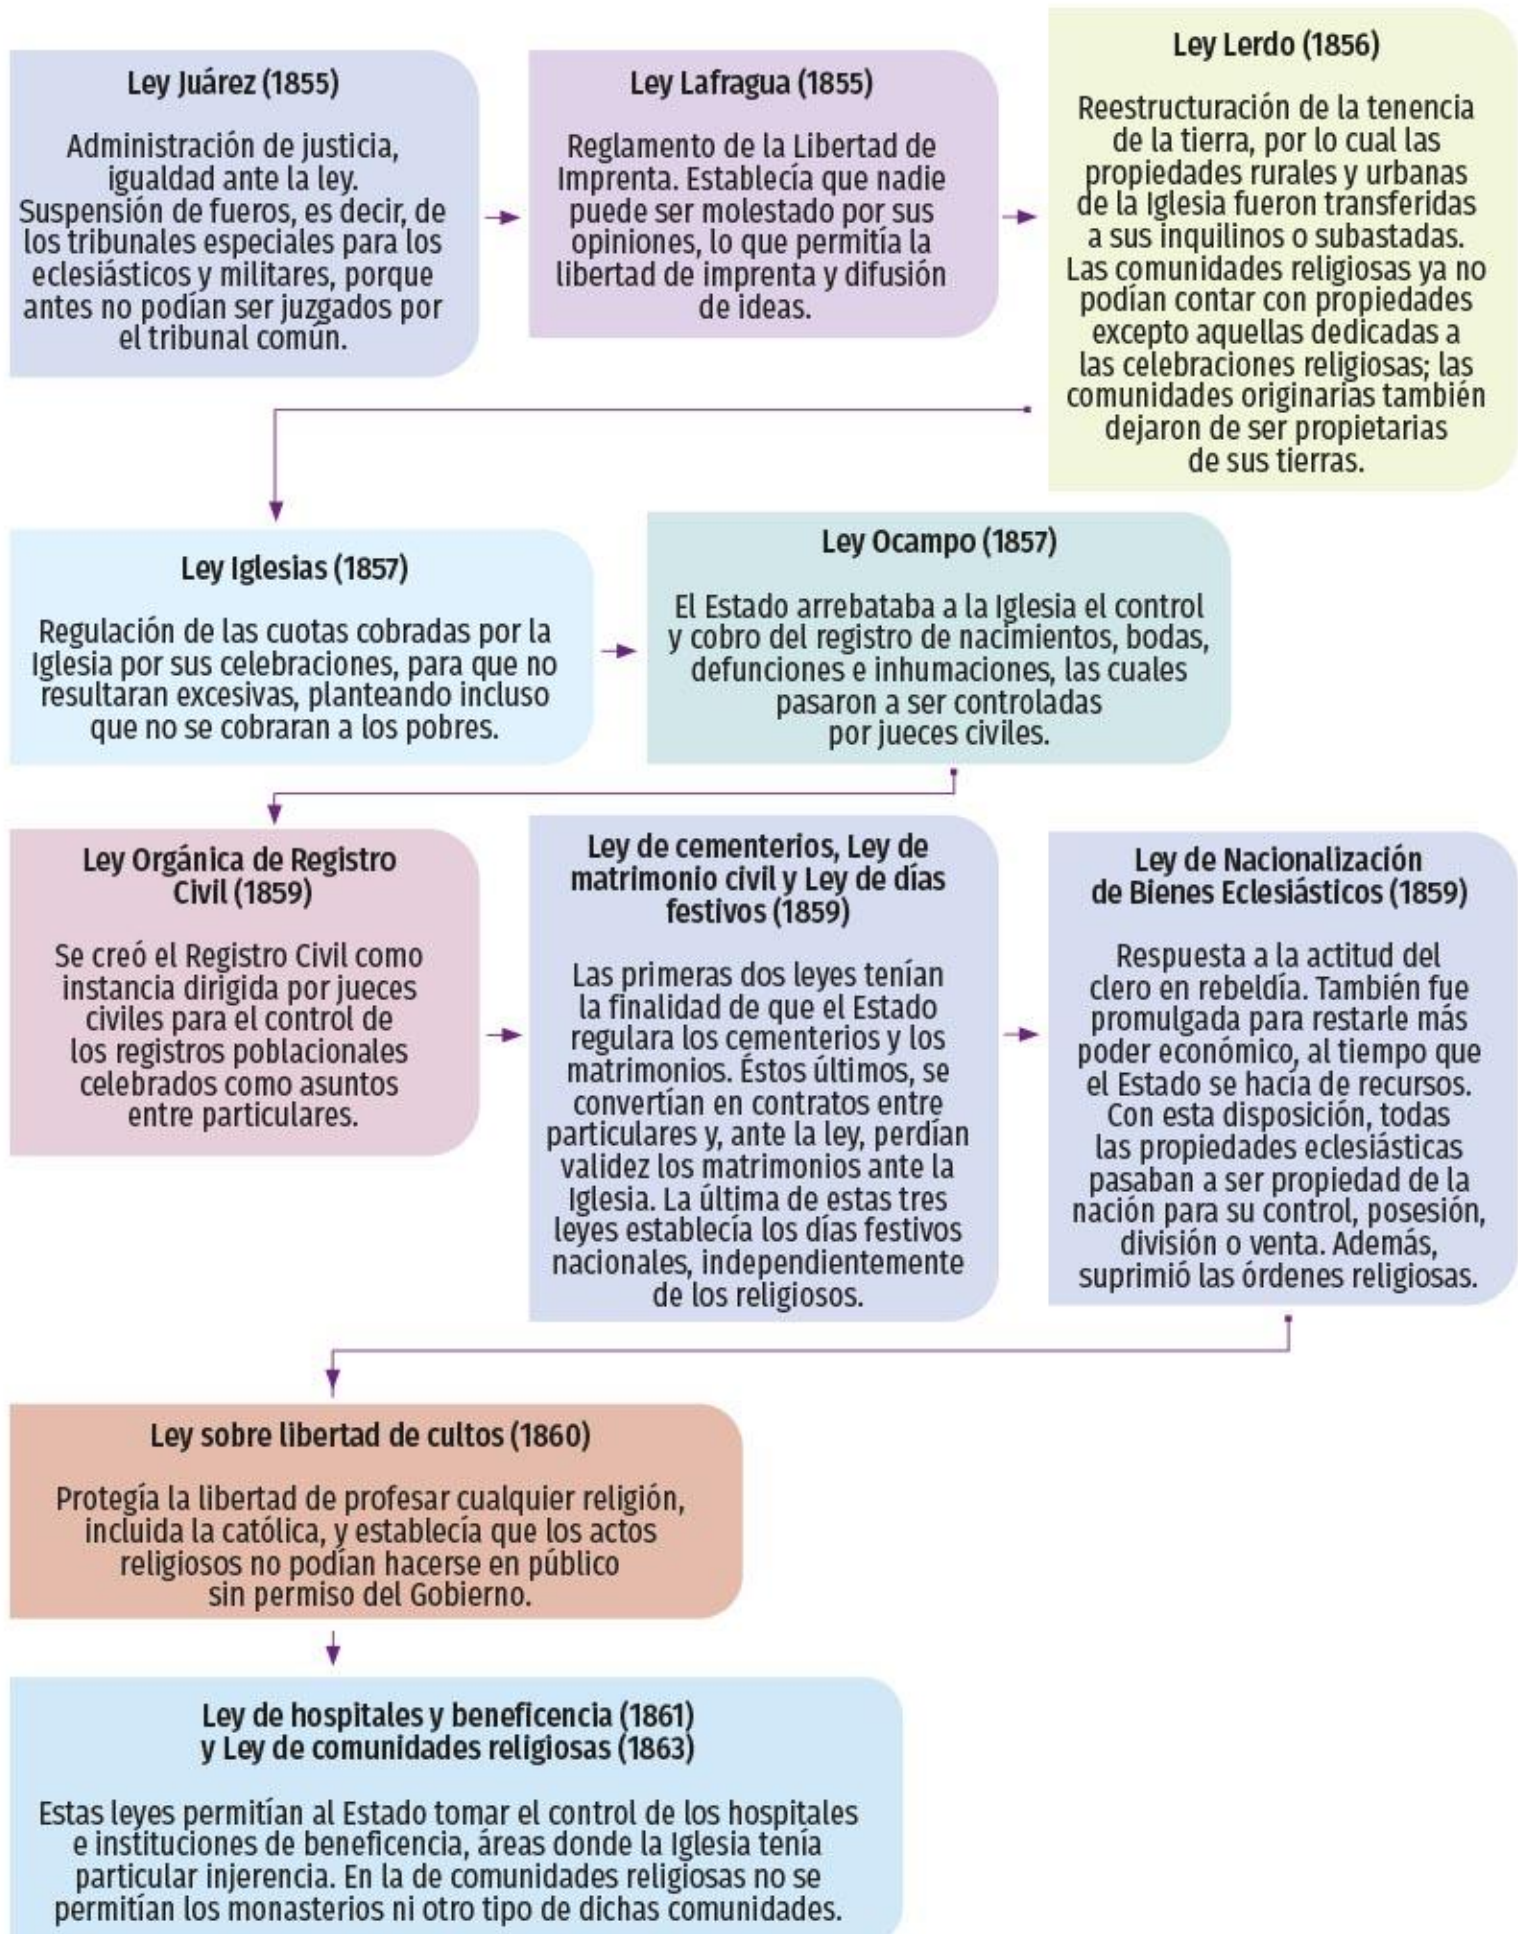 Ley Juárez (1855)
Administración de justicia,
igualdad ante la ley.
Suspensión de fueros, es decir, de
los tribunales especiales para los
eclesiásticos y militares, porque
antes no podían ser juzgados por
el tribunal común.
Ley Lafragua (1855)
Reglamento de la Libertad de
Imprenta. Establecía que nadie
puede ser molestado por sus
opiniones, lo que permitía la
libertad de imprenta y difusión
de ideas.
Ley Lerdo (1856)
Reestructuración de la tenencia
de la tierra, por lo cual las
propiedades rurales y urbanas
de la Iglesia fueron transferidas
a sus inquilinos o subastadas.
Las comunidades religiosas ya no
podían contar con propiedades
excepto aquellas dedicadas a
las celebraciones religiosas; las
comunidades originarias también
dejaron de ser propietarias
de sus tierras.
Ley Iglesias (1857)
Regulación de las cuotas cobradas por la
Iglesia por sus celebraciones, para que no
resultaran excesivas, planteando incluso
que no se cobraran a los pobres.
Ley Ocampo (1857)
El Estado arrebataba a la Iglesia el control
y cobro del registro de nacimientos, bodas,
defunciones e inhumaciones, las cuales
pasaron a ser controladas
por jueces civiles.
Ley Orgánica de Registro
Civil (1859)
Se creó el Registro Civil como
instancia dirigida por jueces
civiles para el control de
los registros poblacionales
celebrados como asuntos
entre particulares.
Ley de cementerios, Ley de
matrimonio civil y Ley de días
festivos (1859)
Las primeras dos leyes tenían
la finalidad de que el Estado
regulara los cementerios y los
matrimonios. Éstos últimos, se
convertían en contratos entre
particulares y, ante la ley, perdían
validez los matrimonios ante la
Iglesia. La última de estas tres
leyes establecía los días festivos
nacionales, independientemente
de los religiosos.
Ley de Nacionalización
de Bienes Eclesiásticos (1859)
Respuesta a la actitud del
clero en rebeldía. También fue
promulgada para restarle más
poder económico, al tiempo que
el Estado se hacía de recursos.
Con esta disposición, todas
las propiedades eclesiásticas
pasaban a ser propiedad de la
nación para su control, posesión,
división o venta. Además,
suprimió las órdenes religiosas.
Ley sobre libertad de cultos (1860)
Protegía la libertad de profesar cualquier religión,
incluida la católica, y establecía que los actos
religiosos no podían hacerse en público
sin permiso del Gobierno.
Ley de hospitales y beneficencia (1861)
y Ley de comunidades religiosas (1863)
Estas leyes permitían al Estado tomar el control de los hospitales
e instituciones de beneficencia, áreas donde la Iglesia tenía
particular injerencia. En la de comunidades religiosas no se
permitían los monasterios ni otro tipo de dichas comunidades.